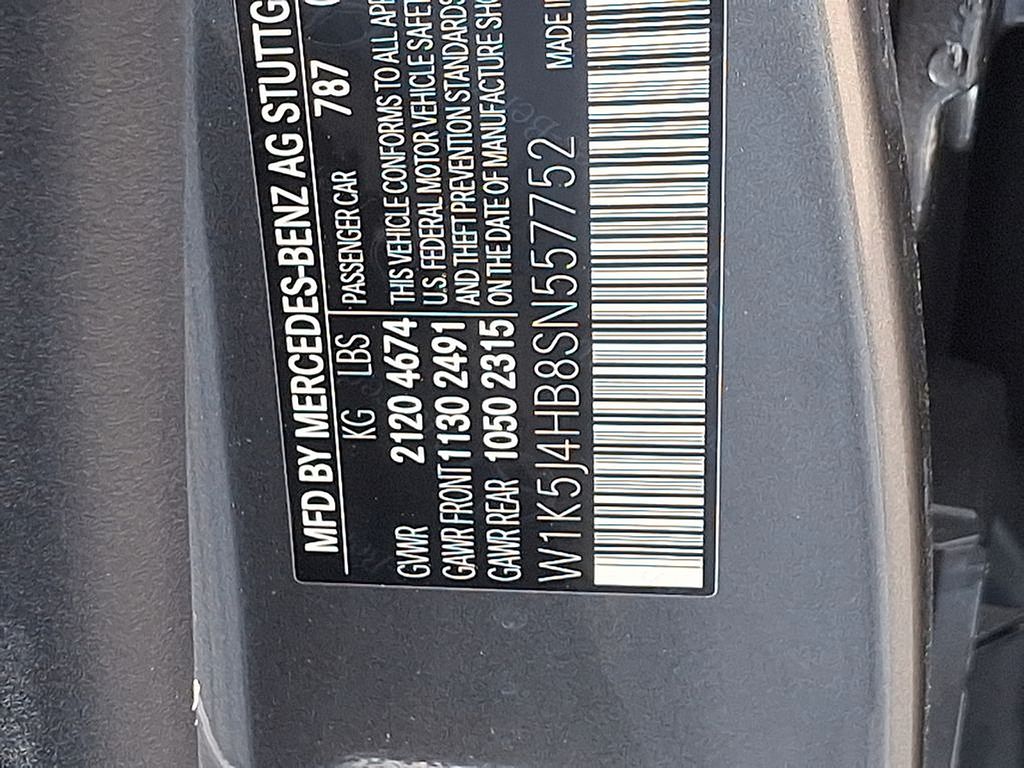 MFD BY MERCEDES-BENZ AG STUTTG
KG LBS PASSENGER CAR 787
GVWR 2120 4674 THIS VEHICLE CONFORMS TO ALL APP
GAWR FRONT 1130 2491 U.S. FEDERAL MOTOR VEHICLE SAFET
GAWR REAR 1050 2315 AND THEFT PREVENTION STANDARDS
ON THE DATE OF MANUFACTURE SHO
W1K5J4HB8SN557752 MADE IN